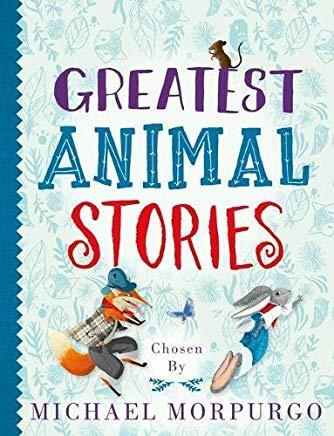 GREATEST
ANIMAL
STORIES
Chosen
By
MICHAEL MORPURGO